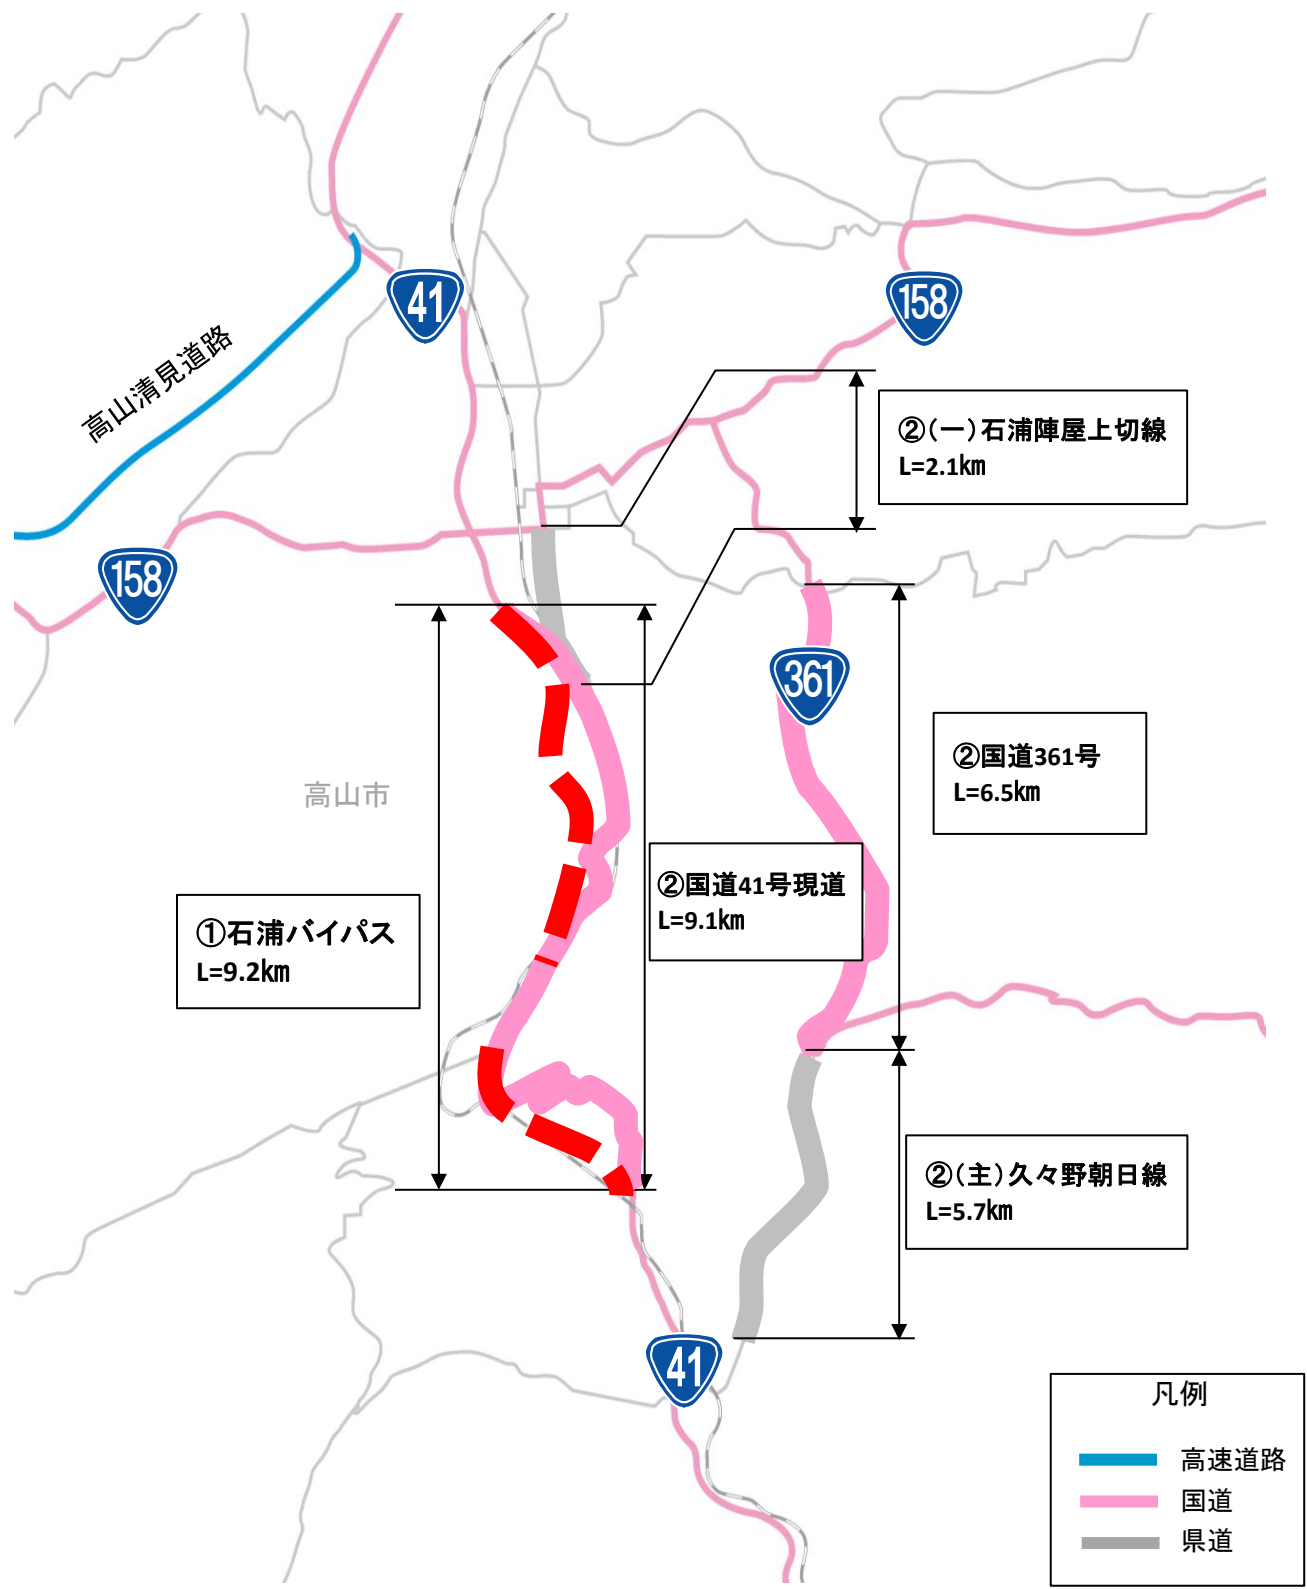 高山清見道路
41
158
②(一)石浦陣屋上切線
L=2.1㎞
158
361
②国道361号
L=6.5㎞
高山市
②国道41号現道
L=9.1㎞
①石浦バイパス
L=9.2㎞
②(主)久々野朝日線
L=5.7㎞
41
凡例
高速道路
国道
県道